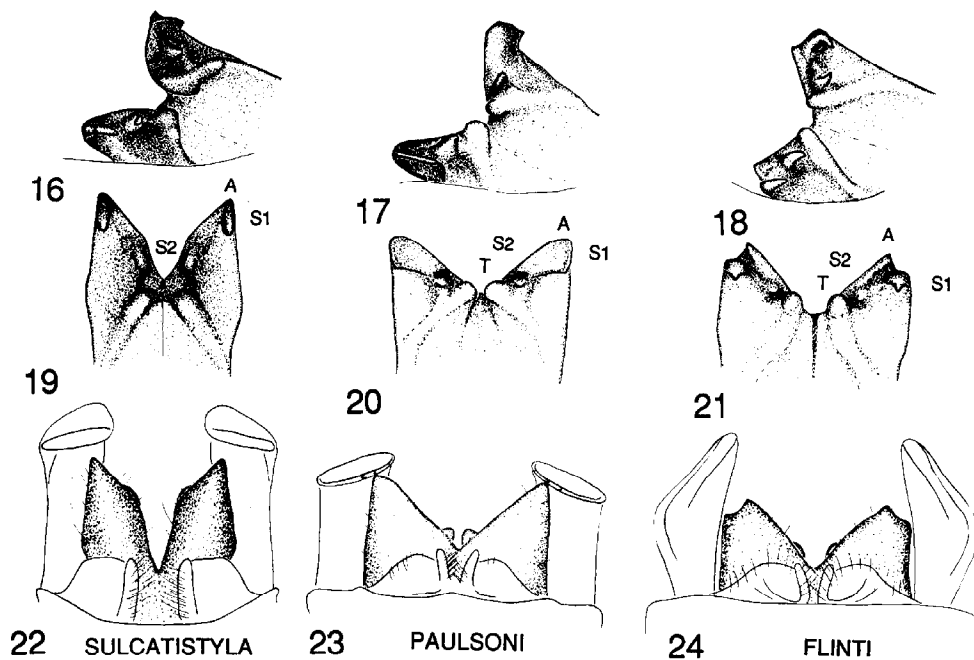 16
17
18
A
S1
S2
A
S1
S2
T
A
S1
S2
T
19
20
21
22 SULCATISTYLA
23 PAULSONI
24 FLINTI